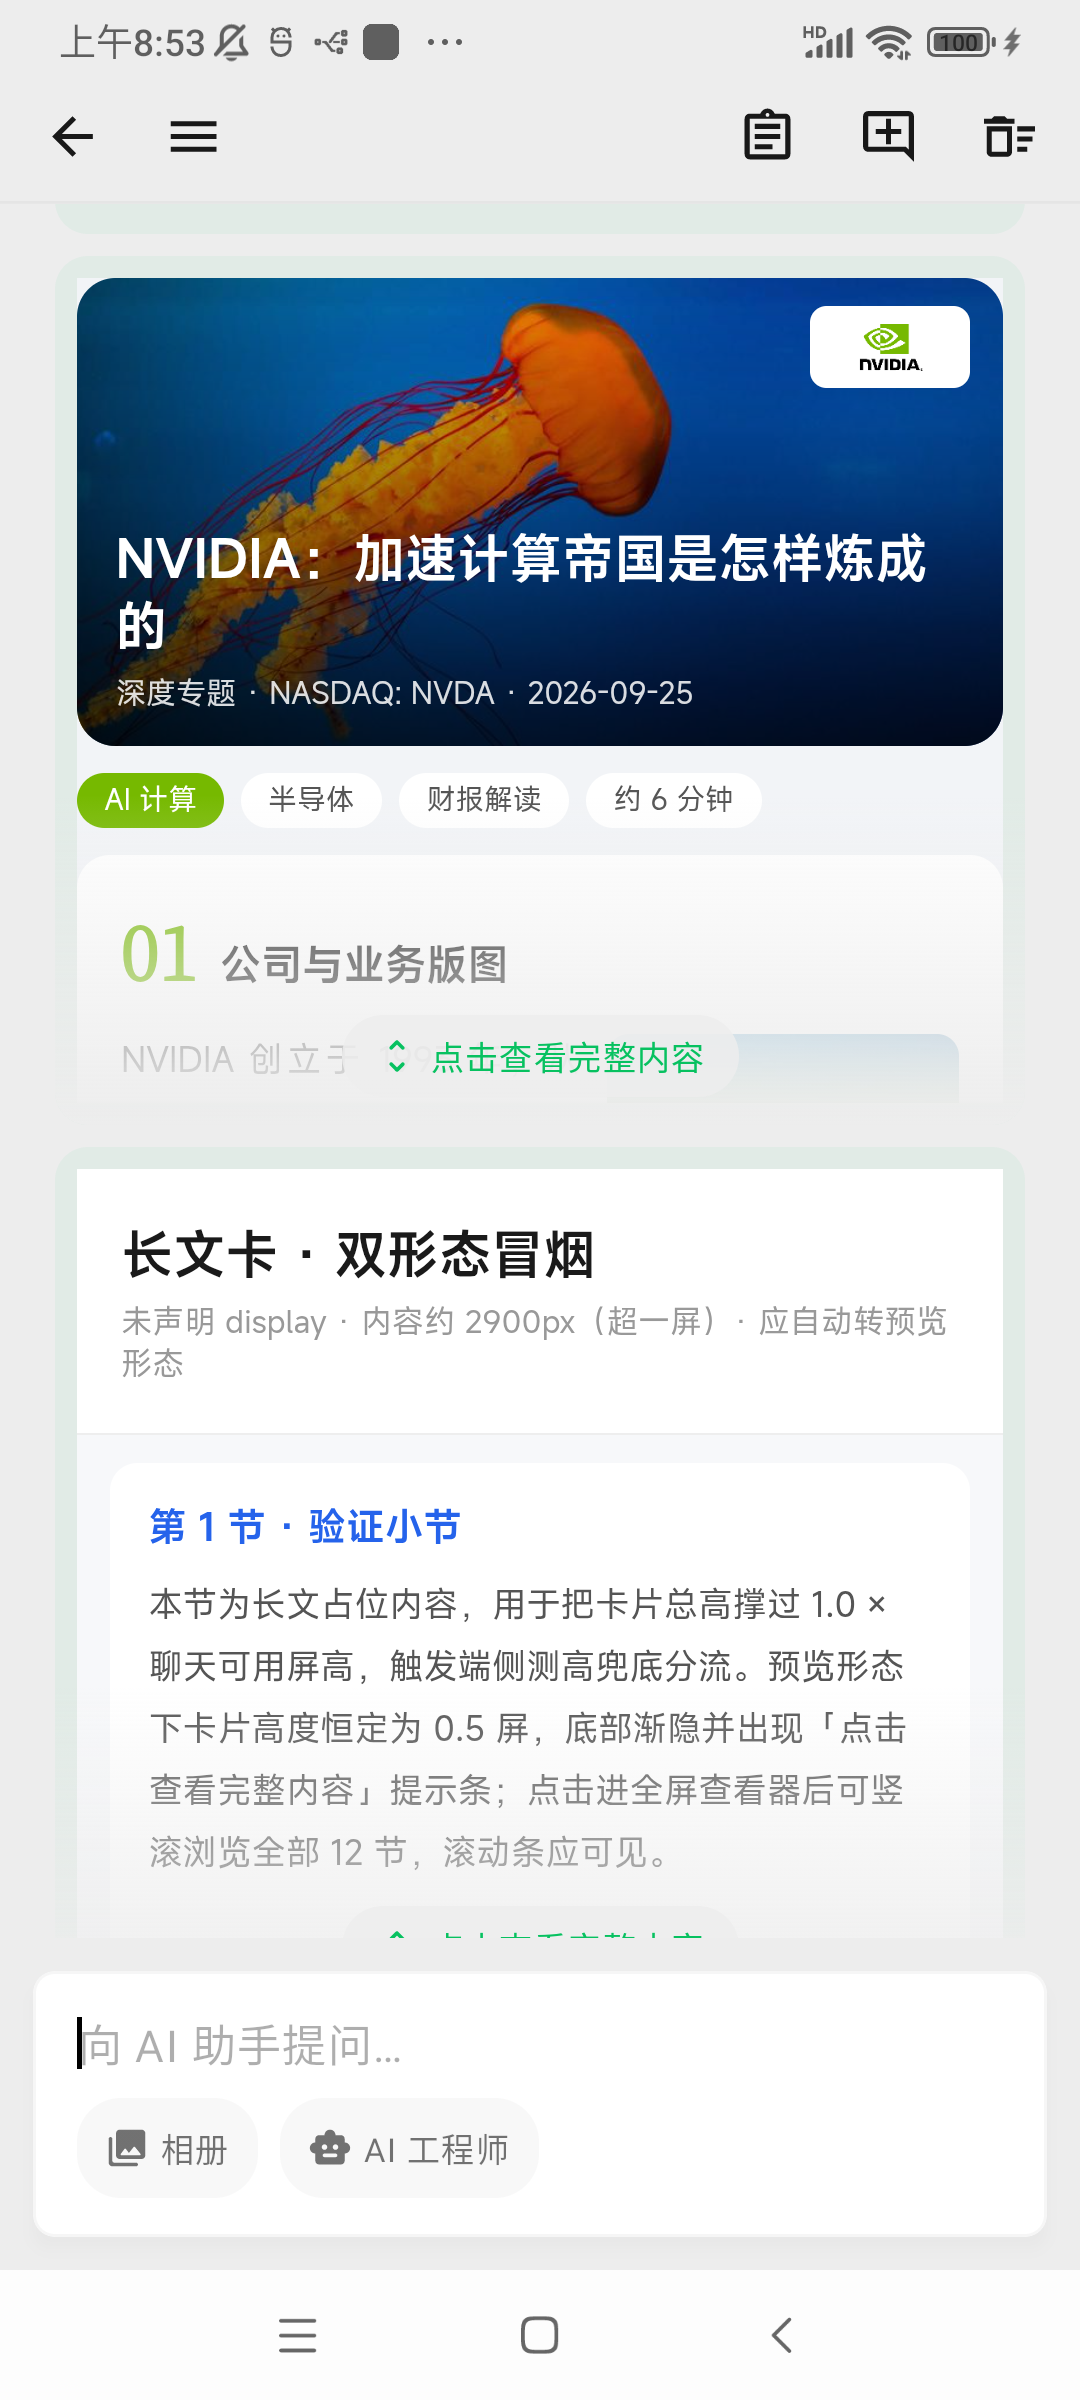 上午8:53
HD
100
NVIDIA
NVIDIA：加速计算帝国是怎样炼成
的
深度专题 · NASDAQ: NVDA · 2026-09-25
AI 计算
半导体
财报解读
约 6 分钟
01 公司与业务版图
NVIDIA 创立于 199
点击查看完整内容
长文卡 · 双形态冒烟
未声明 display · 内容约 2900px（超一屏）· 应自动转预览
形态
第 1 节 · 验证小节
本节为长文占位内容，用于把卡片总高撑过 1.0 ×
聊天可用屏高，触发端侧测高兜底分流。预览形态
下卡片高度恒定为 0.5 屏，底部渐隐并出现「点击
查看完整内容」提示条；点击进全屏查看器后可竖
滚浏览全部 12 节，滚动条应可见。
点击查看完整内容
向 AI 助手提问...
相册
AI 工程师